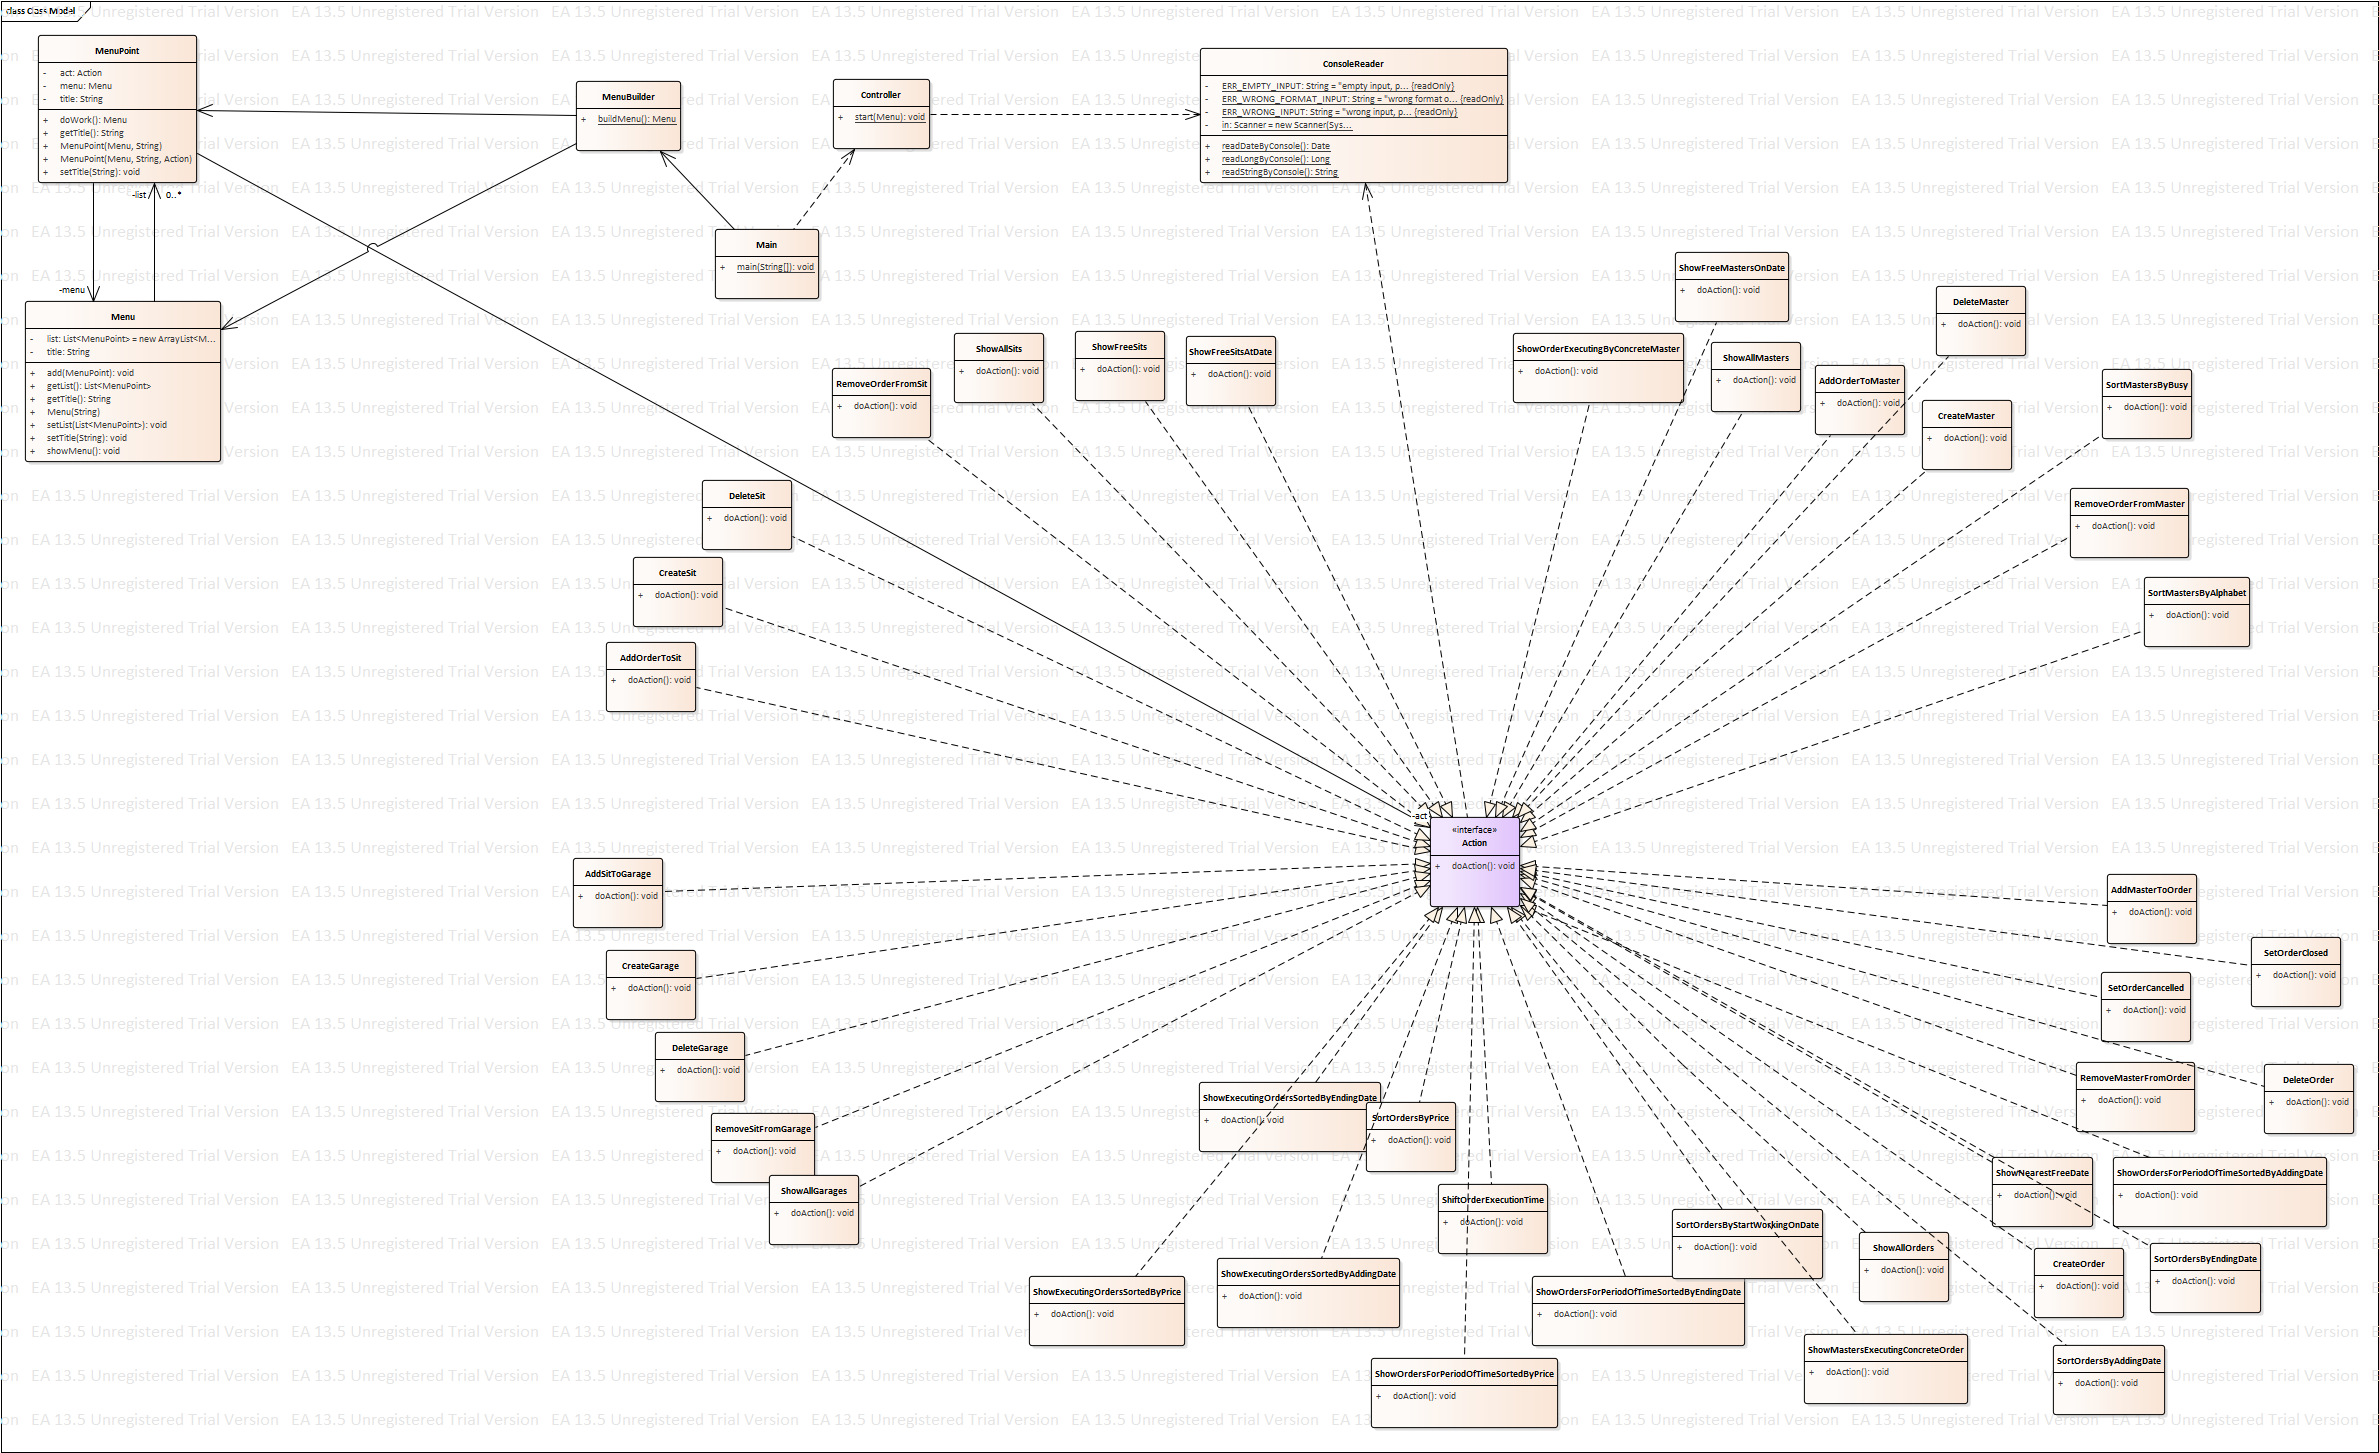 class Class Model
MenuPoint
- act: Action
- menu: Menu
- title: String
+ doWork(): Menu
+ getTitle(): String
+ MenuPoint(Menu, String)
+ MenuPoint(Menu, String, Action)
+ setTitle(String): void
-list 0..*
-menu
Menu
- list: List<MenuPoint> = new ArrayList<M...
- title: String
+ add(MenuPoint): void
+ getList(): List<MenuPoint>
+ getTitle(): String
+ Menu(String)
+ setList(List<MenuPoint>): void
+ setTitle(String): void
+ showMenu(): void
MenuBuilder
+ buildMenu(): Menu
Controller
+ start(Menu): void
Main
+ main(String[]): void
ConsoleReader
- ERR_EMPTY_INPUT: String = "empty input, p... {readOnly}
- ERR_WRONG_FORMAT_INPUT: String = "wrong format o... {readOnly}
- ERR_WRONG_INPUT: String = "wrong input, p... {readOnly}
- in: Scanner = new Scanner(Sys...
+ readDateByConsole(): Date
+ readLongByConsole(): Long
+ readStringByConsole(): String
ShowFreeMastersOnDate
+ doAction(): void
DeleteMaster
+ doAction(): void
ShowAllSits
+ doAction(): void
ShowFreeSits
+ doAction(): void
ShowFreeSitsAtDate
+ doAction(): void
ShowOrderExecutingByConcreteMaster
+ doAction(): void
ShowAllMasters
+ doAction(): void
AddOrderToMaster
+ doAction(): void
RemoveOrderFromSit
+ doAction(): void
SortMastersByBusy
+ doAction(): void
CreateMaster
+ doAction(): void
DeleteSit
+ doAction(): void
RemoveOrderFromMaster
+ doAction(): void
CreateSit
+ doAction(): void
SortMastersByAlphabet
+ doAction(): void
AddOrderToSit
+ doAction(): void
-act
«interface»
Action
+ doAction(): void
AddSitToGarage
+ doAction(): void
AddMasterToOrder
+ doAction(): void
CreateGarage
+ doAction(): void
SetOrderClosed
+ doAction(): void
SetOrderCancelled
+ doAction(): void
DeleteGarage
+ doAction(): void
RemoveMasterFromOrder
+ doAction(): void
DeleteOrder
+ doAction(): void
ShowExecutingOrdersSortedByEndingDate
+ doAction(): void
SortOrdersByPrice
+ doAction(): void
RemoveSitFromGarage
+ doAction(): void
ShowAllGarages
+ doAction(): void
ShowNearestFreeDate
+ doAction(): void
ShowOrdersForPeriodOfTimeSortedByAddingDate
+ doAction(): void
ShiftOrderExecutionTime
+ doAction(): void
SortOrdersByStartWorkingOnDate
+ doAction(): void
ShowAllOrders
+ doAction(): void
CreateOrder
+ doAction(): void
SortOrdersByEndingDate
+ doAction(): void
ShowExecutingOrdersSortedByPrice
+ doAction(): void
ShowExecutingOrdersSortedByAddingDate
+ doAction(): void
ShowOrdersForPeriodOfTimeSortedByEndingDate
+ doAction(): void
ShowMastersExecutingConcreteOrder
+ doAction(): void
SortOrdersByAddingDate
+ doAction(): void
ShowOrdersForPeriodOfTimeSortedByPrice
+ doAction(): void
EA 13.5 Unregistered Trial Version